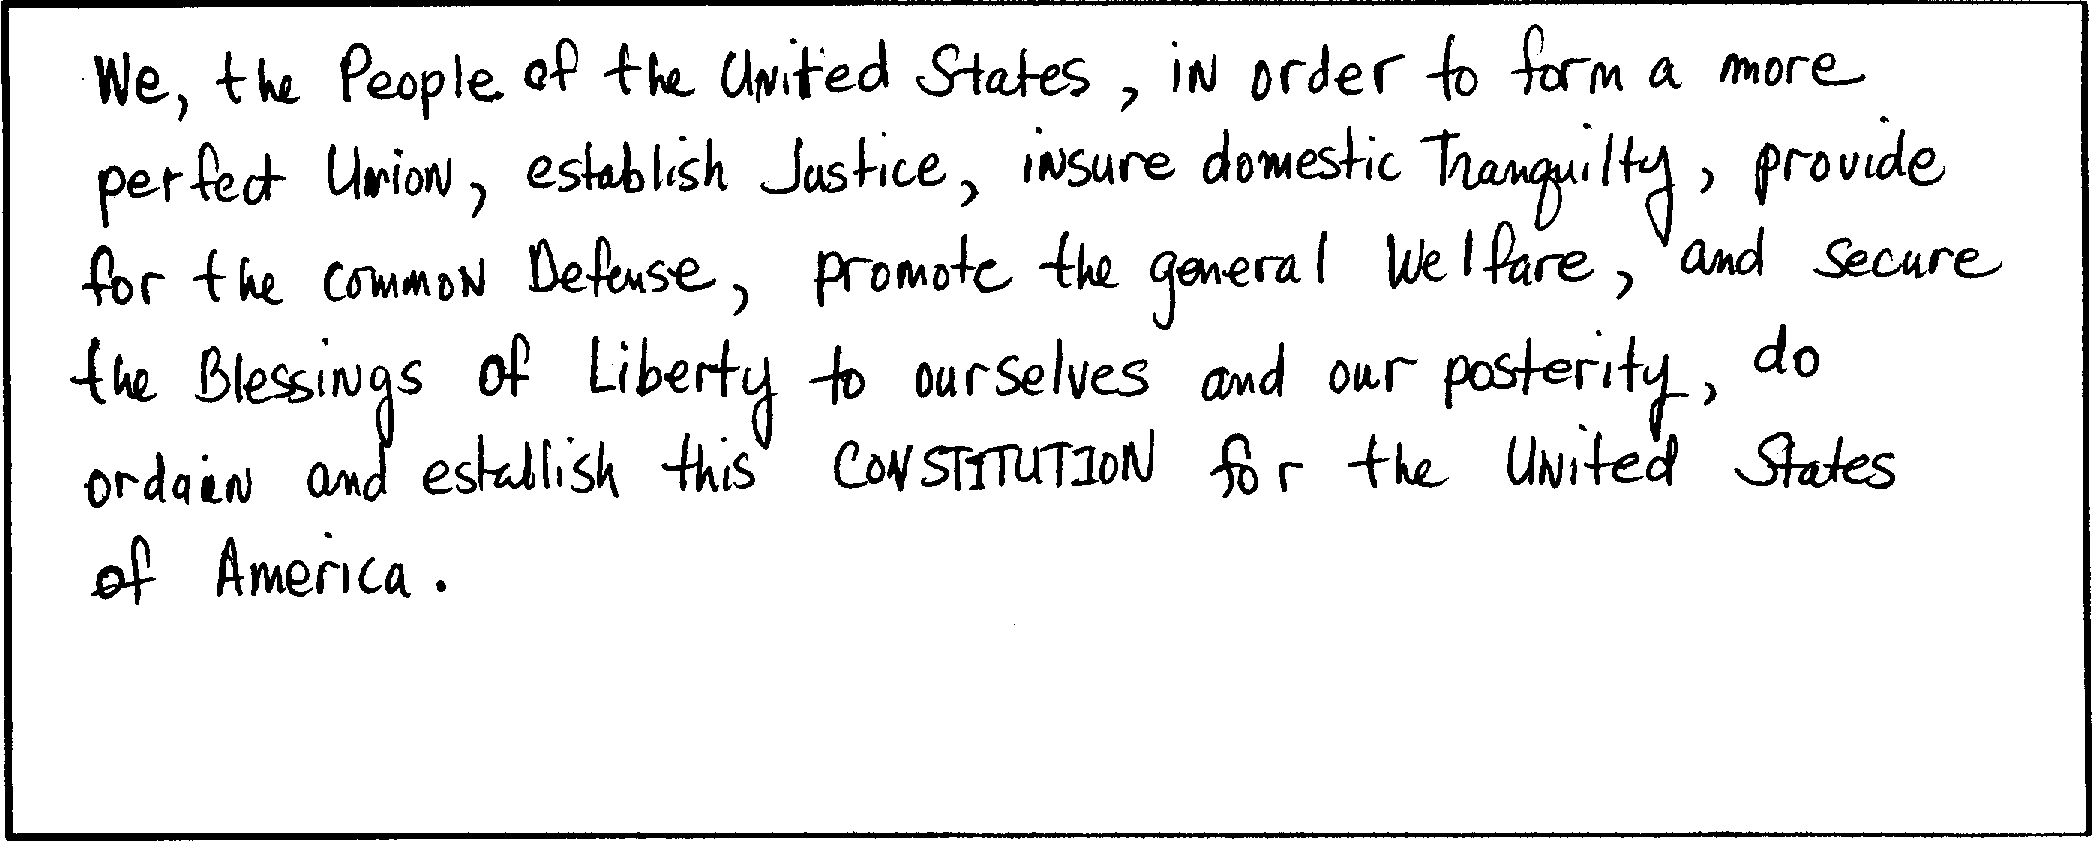 We, the People of the United States, in order to form a more
perfect Union, establish Justice, insure domestic Tranquilty, provide
for the common Defense, promote the general Welfare, and secure
the Blessings of Liberty to ourselves and our posterity, do
ordain and establish this CONSTITUTION for the United States
of America.